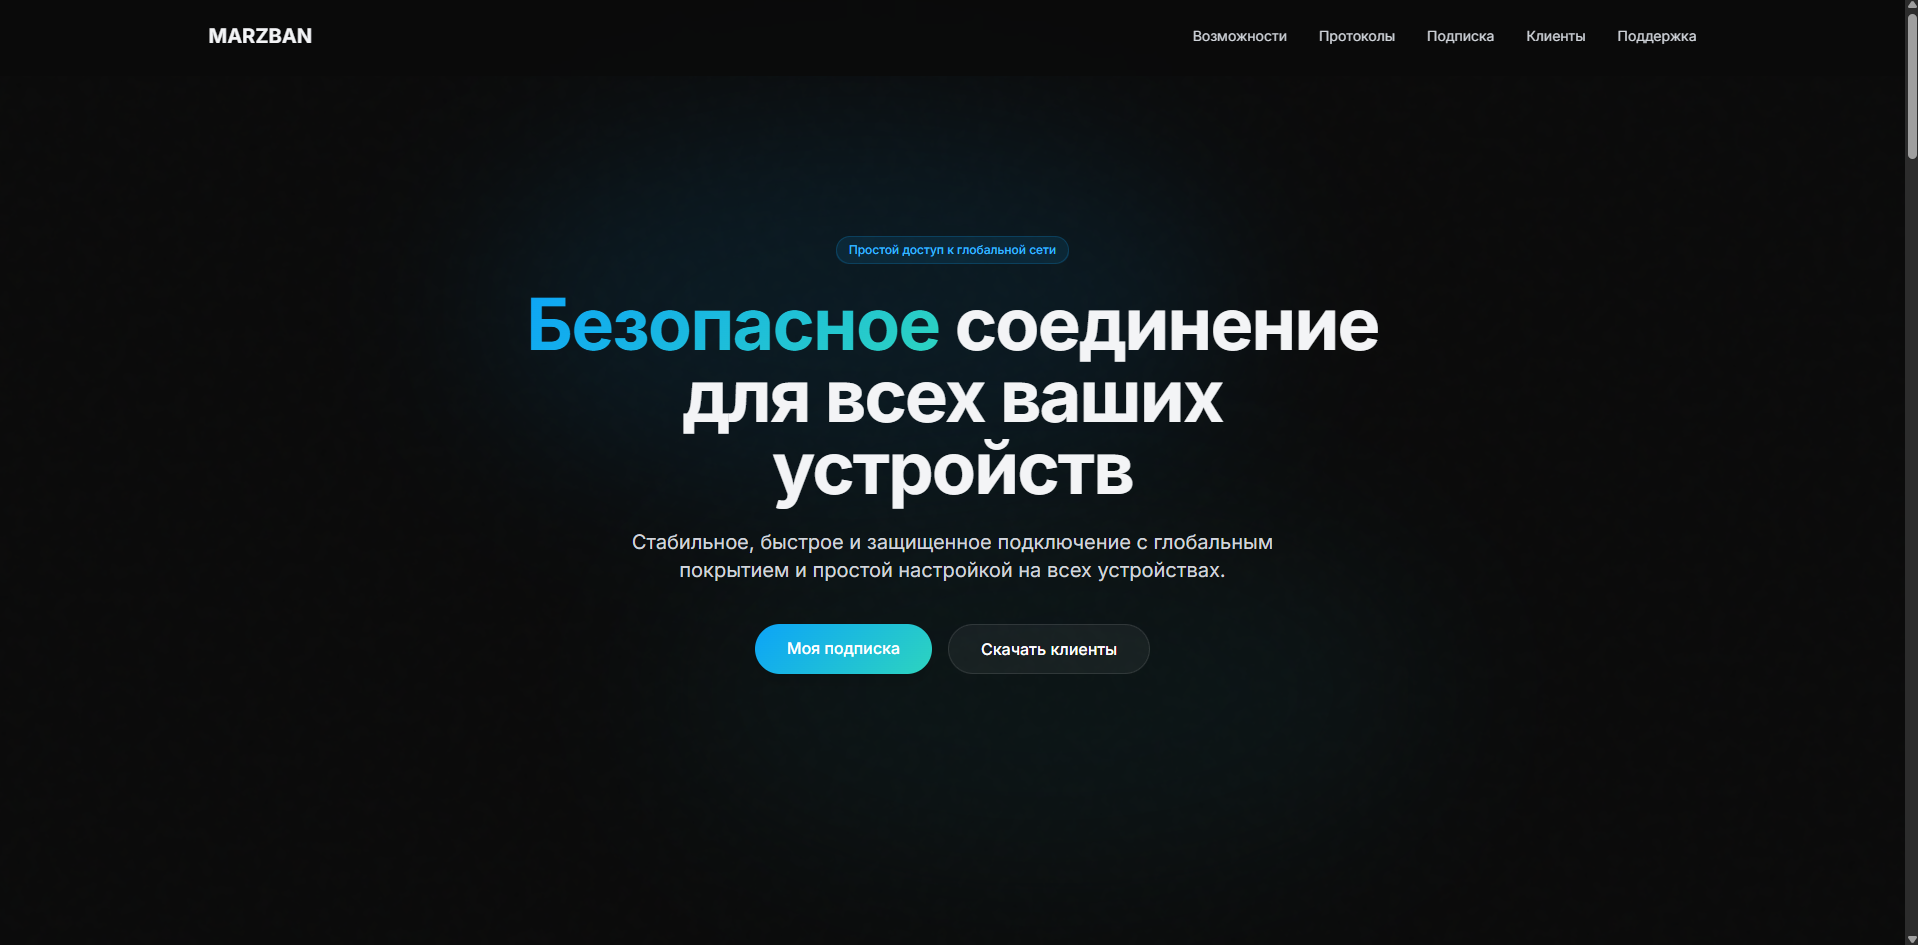 MARZBAN
Возможности
Протоколы
Подписка
Клиенты
Поддержка
Простой доступ к глобальной сети
Безопасное соединение
для всех ваших
устройств
Стабильное, быстрое и защищенное подключение с глобальным
покрытием и простой настройкой на всех устройствах.
Моя подписка
Скачать клиенты